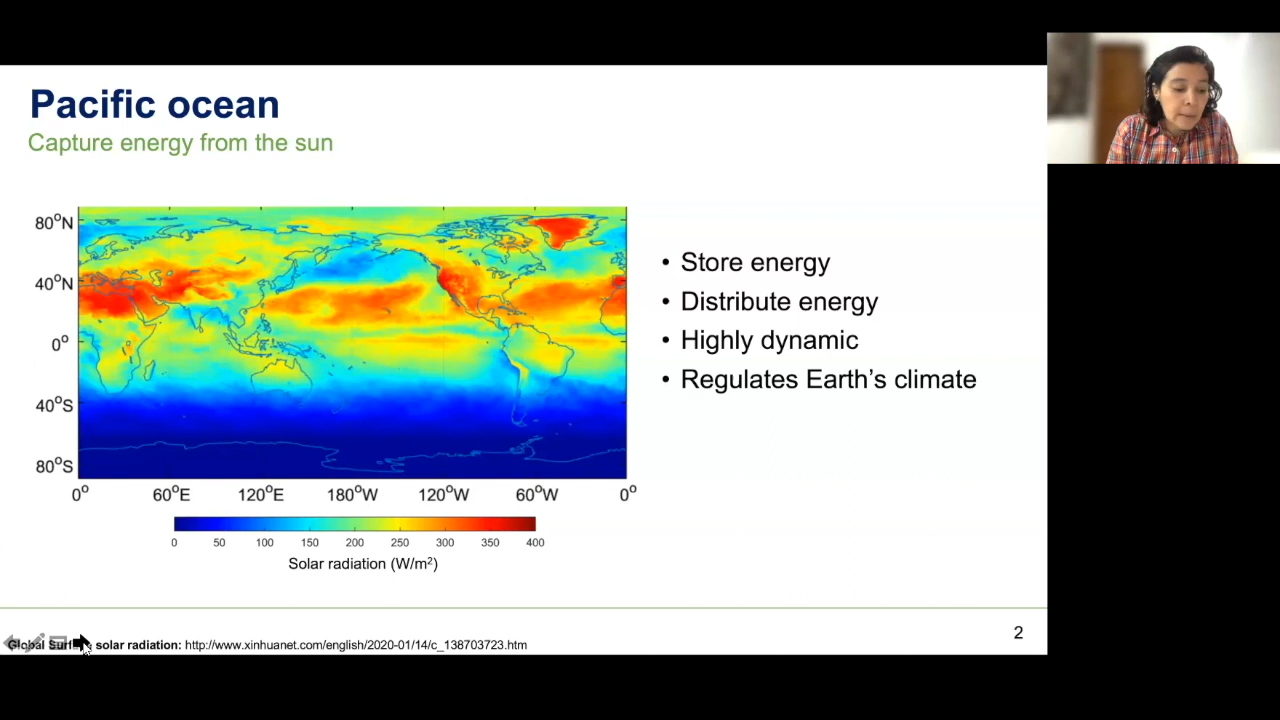 Pacific ocean
Capture energy from the sun
80°N
40°N
0°
40°S
80°S
0° 60°E 120°E 180°W 120°W 60°W 0°
0 50 100 150 200 250 300 350 400
Solar radiation (W/m²)
• Store energy
• Distribute energy
• Highly dynamic
• Regulates Earth's climate
Global solar radiation: http://www.xinhuanet.com/english/2020-01/14/c_138703723.htm
2